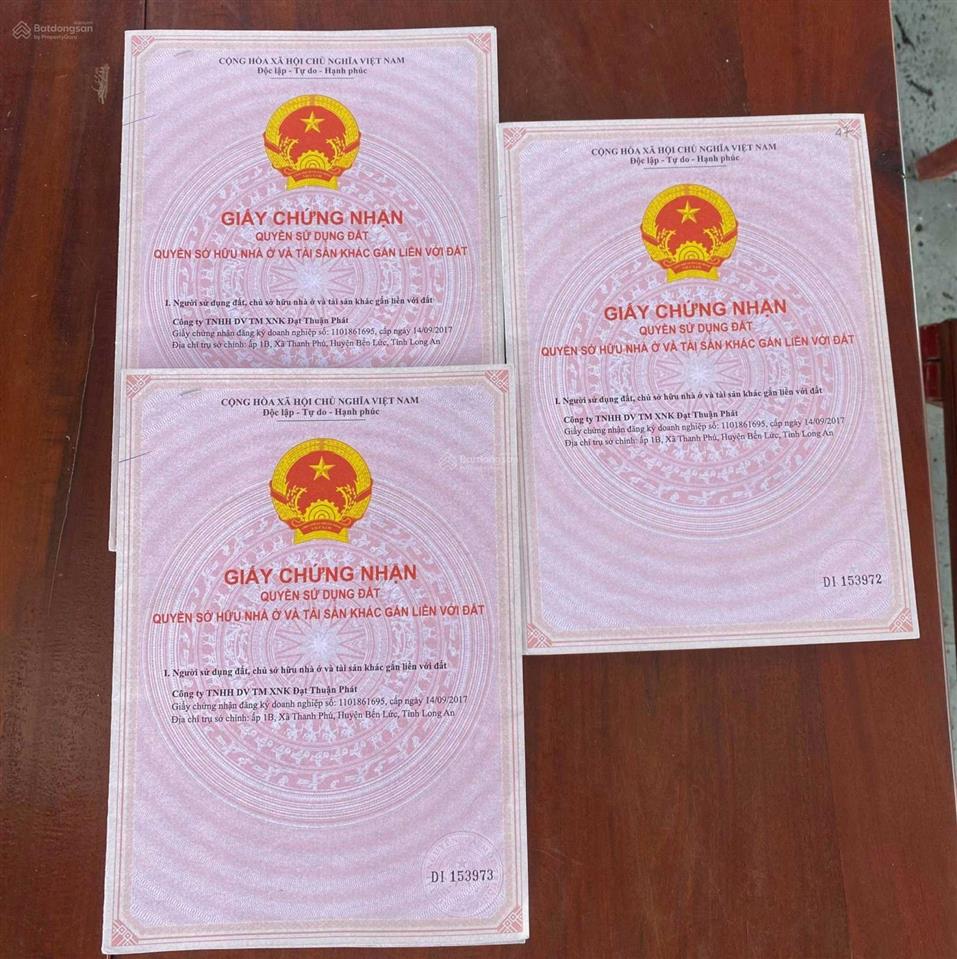 Batdongsan
by PropertyGuru
CỘNG HÒA XÃ HỘI CHỦ NGHĨA VIỆT NAM
Độc lập - Tự do - Hạnh phúc
GIẤY CHỨNG NHẬN
QUYỀN SỬ DỤNG ĐẤT
QUYỀN SỞ HỮU NHÀ Ở VÀ TÀI SẢN KHÁC GẮN LIỀN VỚI ĐẤT
I. Người sử dụng đất, chủ sở hữu nhà ở và tài sản khác gắn liền với đất
Công ty TNHH DV TM XNK Đạt Thuận Phát
Giấy chứng nhận đăng ký doanh nghiệp số: 1101861695, cấp ngày 14/09/2017
Địa chỉ trụ sở chính: ấp 1B, Xã Thanh Phú, Huyện Bến Lức, Tỉnh Long An
47
CỘNG HÒA XÃ HỘI CHỦ NGHĨA VIỆT NAM
Độc lập - Tự do - Hạnh phúc
GIẤY CHỨNG NHẬN
QUYỀN SỬ DỤNG ĐẤT
QUYỀN SỞ HỮU NHÀ Ở VÀ TÀI SẢN KHÁC GẮN LIỀN VỚI ĐẤT
I. Người sử dụng đất, chủ sở hữu nhà ở và tài sản khác gắn liền với đất
Công ty TNHH DV TM XNK Đạt Thuận Phát
Giấy chứng nhận đăng ký doanh nghiệp số: 1101861695, cấp ngày 14/09/2017
Địa chỉ trụ sở chính: ấp 1B, Xã Thanh Phú, Huyện Bến Lức, Tỉnh Long An
DI 153972
CỘNG HÒA XÃ HỘI CHỦ NGHĨA VIỆT NAM
Độc lập - Tự do - Hạnh phúc
Batdongsan
GIẤY CHỨNG NHẬN
QUYỀN SỬ DỤNG ĐẤT
QUYỀN SỞ HỮU NHÀ Ở VÀ TÀI SẢN KHÁC GẮN LIỀN VỚI ĐẤT
I. Người sử dụng đất, chủ sở hữu nhà ở và tài sản khác gắn liền với đất
Công ty TNHH DV TM XNK Đạt Thuận Phát
Giấy chứng nhận đăng ký doanh nghiệp số: 1101861695, cấp ngày 14/09/2017
Địa chỉ trụ sở chính: ấp 1B, Xã Thanh Phú, Huyện Bến Lức, Tỉnh Long An
DI 153973